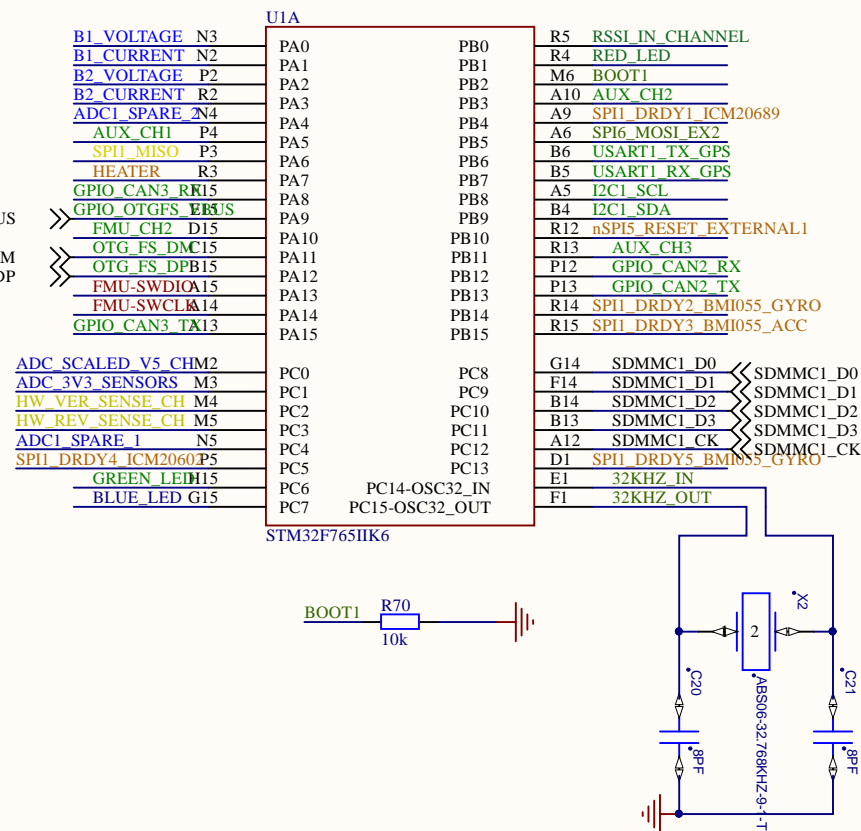 U1A
B1_VOLTAGE N3 PA0 PB0 R5 RSSI_IN_CHANNEL
B1_CURRENT N2 PA1 PB1 R4 RED_LED
B2_VOLTAGE P2 PA2 PB2 M6 BOOT1
B2_CURRENT R2 PA3 PB3 A10 AUX_CH2
ADC1_SPARE_2 N4 PA4 PB4 A9 SPI1_DRDY1_ICM20689
AUX_CH1 P4 PA5 PB5 A6 SPI6_MOSI_EX2
SPI1_MISO P3 PA6 PB6 B6 USART1_TX_GPS
HEATER R3 PA7 PB7 B5 USART1_RX_GPS
GPIO_CAN3_RX E15 PA8 PB8 A5 I2C1_SCL
US GPIO_OTGFS_VBUS E15 PA9 PB9 B4 I2C1_SDA
FMU_CH2 D15 PA10 PB10 R12 nSPI5_RESET_EXTERNAL1
M OTG_FS_DM C15 PA11 PB11 R13 AUX_CH3
DP OTG_FS_DP B15 PA12 PB12 P12 GPIO_CAN2_RX
FMU-SWDIO A15 PA13 PB13 P13 GPIO_CAN2_TX
FMU-SWCLK A14 PA14 PB14 R14 SPI1_DRDY2_BMI055_GYRO
GPIO_CAN3_TX A13 PA15 PB15 R15 SPI1_DRDY3_BMI055_ACC
ADC_SCALED_V5_CH M2 PC0 PC8 G14 SDMMC1_D0 SDMMC1_D0
ADC_3V3_SENSORS M3 PC1 PC9 F14 SDMMC1_D1 SDMMC1_D1
HW_VER_SENSE_CH M4 PC2 PC10 B14 SDMMC1_D2 SDMMC1_D2
HW_REV_SENSE_CH M5 PC3 PC11 B13 SDMMC1_D3 SDMMC1_D3
ADC1_SPARE_1 N5 PC4 PC12 A12 SDMMC1_CK SDMMC1_CK
SPI1_DRDY4_ICM20602 P5 PC5 PC13 D1 SPI1_DRDY5_BMI055_GYRO
GREEN_LED H15 PC6 PC14-OSC32_IN E1 32KHZ_IN
BLUE_LED G15 PC7 PC15-OSC32_OUT F1 32KHZ_OUT
STM32F765IIK6
BOOT1 R70
10k
X2
2
C20
C21
ABS06-32.768KHZ-9-1-T
8PF
8PF